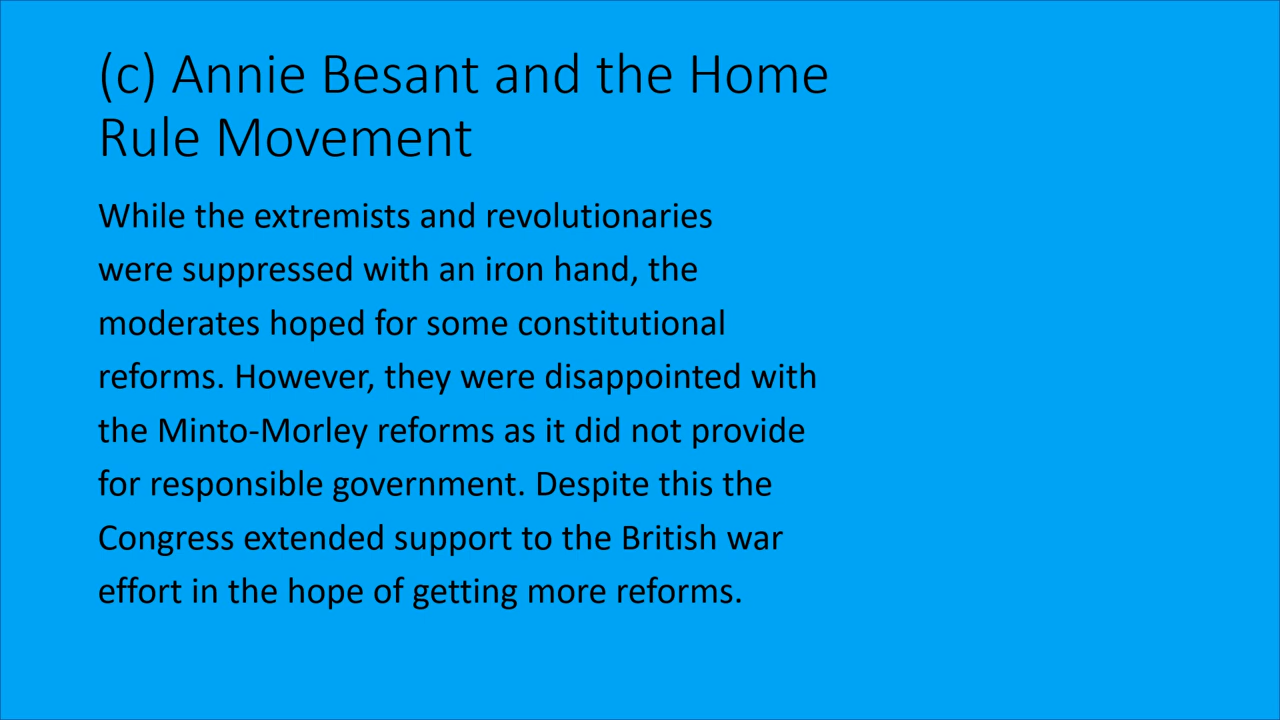 (c) Annie Besant and the Home
Rule Movement
While the extremists and revolutionaries
were suppressed with an iron hand, the
moderates hoped for some constitutional
reforms. However, they were disappointed with
the Minto-Morley reforms as it did not provide
for responsible government. Despite this the
Congress extended support to the British war
effort in the hope of getting more reforms.